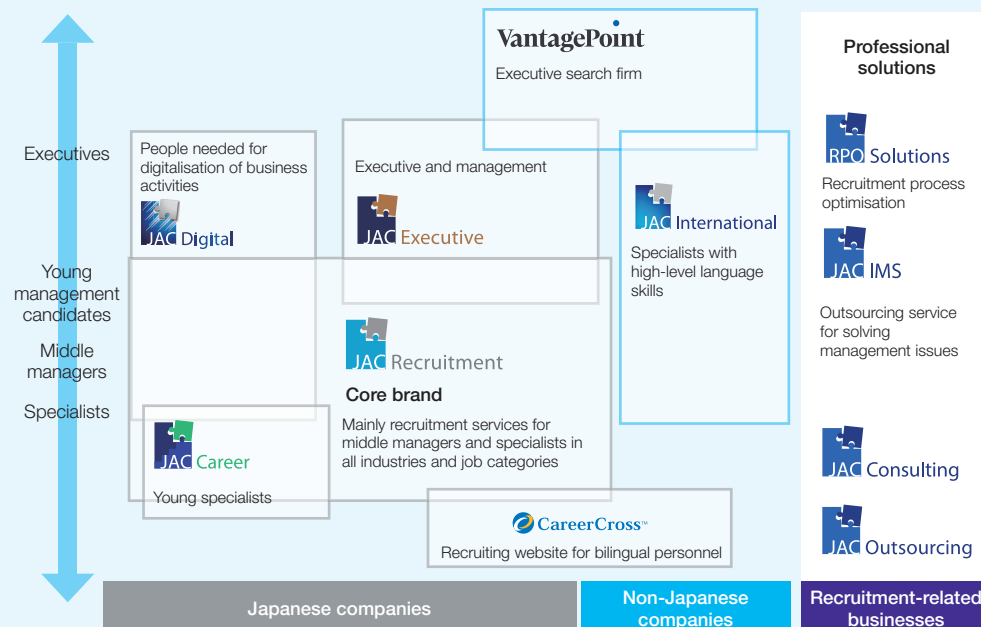 VantagePoint
Executive search firm
Professional
solutions
Executives
Young
management
candidates
Middle
managers
Specialists
People needed for
digitalisation of business
activities
JAC Digital
Executive and management
JAC Executive
JAC International
Specialists with
high-level language
skills
JAC Recruitment
Core brand
Mainly recruitment services for
middle managers and specialists in
all industries and job categories
JAC Career
Young specialists
CareerCross™
Recruiting website for bilingual personnel
RPO Solutions
Recruitment process
optimisation
JAC IMS
Outsourcing service
for solving
management issues
JAC Consulting
JAC Outsourcing
Japanese companies
Non-Japanese
companies
Recruitment-related
businesses